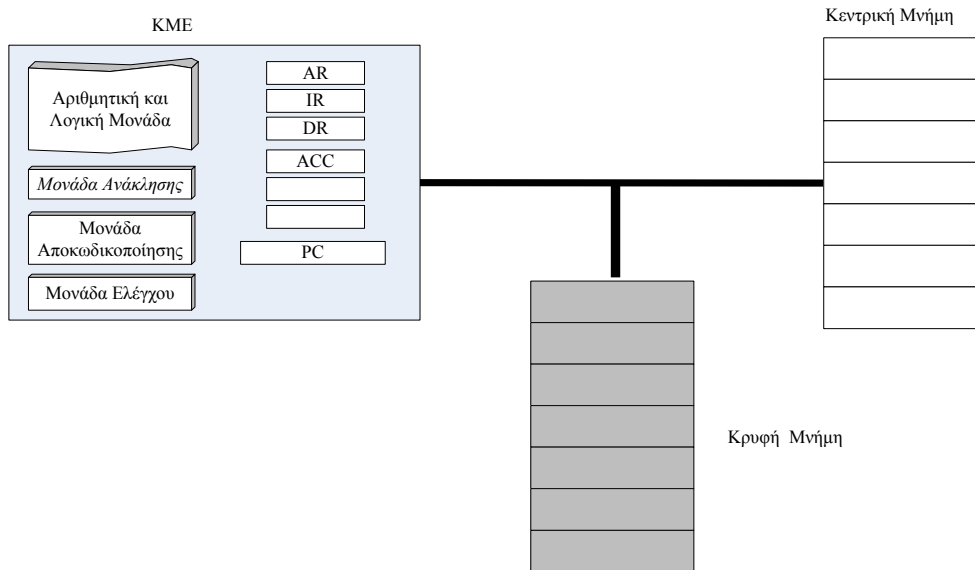 ΚΜΕ
Κεντρική Μνήμη
Αριθμητική και
Λογική Μονάδα
Μονάδα Ανάκλησης
Μονάδα
Αποκωδικοποίησης
Μονάδα Ελέγχου
AR
IR
DR
ACC
PC
Κρυφή Μνήμη